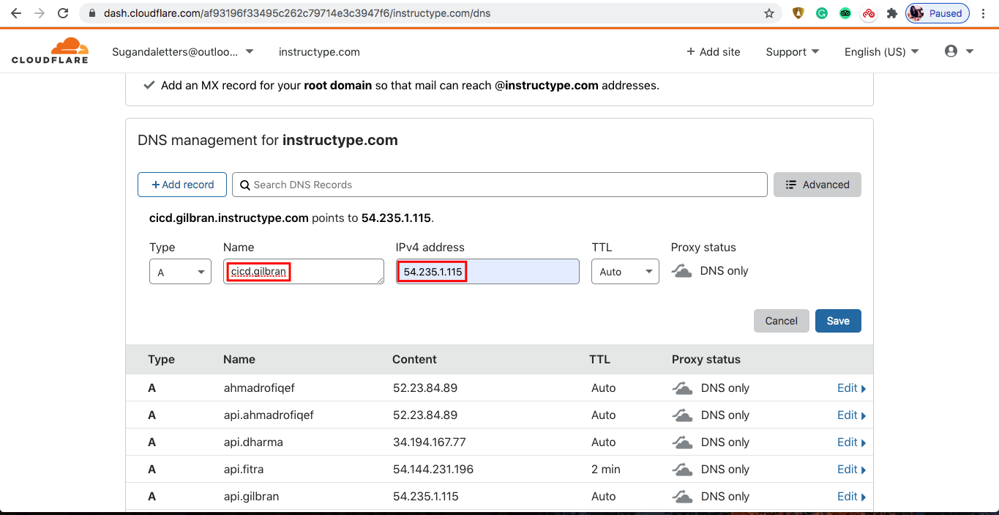 dash.cloudflare.com/af93196f33495c262c79714e3c3947f6/instructype.com/dns
Paused
CLOUDFLARE
Sugandaletters@outloo...
instructype.com
+ Add site
Support
English (US)
Add an MX record for your root domain so that mail can reach @instructype.com addresses.
DNS management for instructype.com
+ Add record
Search DNS Records
Advanced
cicd.gilbran.instructype.com points to 54.235.1.115.
Type Name IPv4 address TTL Proxy status
A cicd.gilbran 54.235.1.115 Auto DNS only
Cancel Save
Type Name Content TTL Proxy status
A ahmadrofiqef 52.23.84.89 Auto DNS only Edit
A api.ahmadrofiqef 52.23.84.89 Auto DNS only Edit
A api.dharma 34.194.167.77 Auto DNS only Edit
A api.fitra 54.144.231.196 2 min DNS only Edit
A api.gilbran 54.235.1.115 Auto DNS only Edit